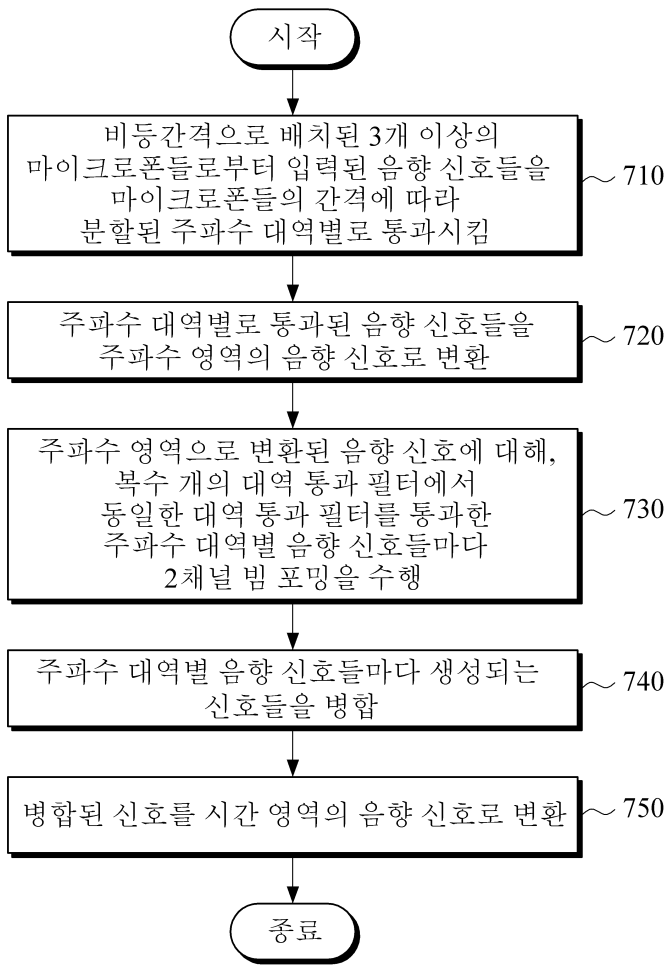 시작
비등간격으로 배치된 3개 이상의
마이크로폰들로부터 입력된 음향 신호들을
마이크로폰들의 간격에 따라
분할된 주파수 대역별로 통과시킴
710
주파수 대역별로 통과된 음향 신호들을
주파수 영역의 음향 신호로 변환
720
주파수 영역으로 변환된 음향 신호에 대해,
복수 개의 대역 통과 필터에서
동일한 대역 통과 필터를 통과한
주파수 대역별 음향 신호들마다
2채널 빔 포밍을 수행
730
주파수 대역별 음향 신호들마다 생성되는
신호들을 병합
740
병합된 신호를 시간 영역의 음향 신호로 변환
750
종료